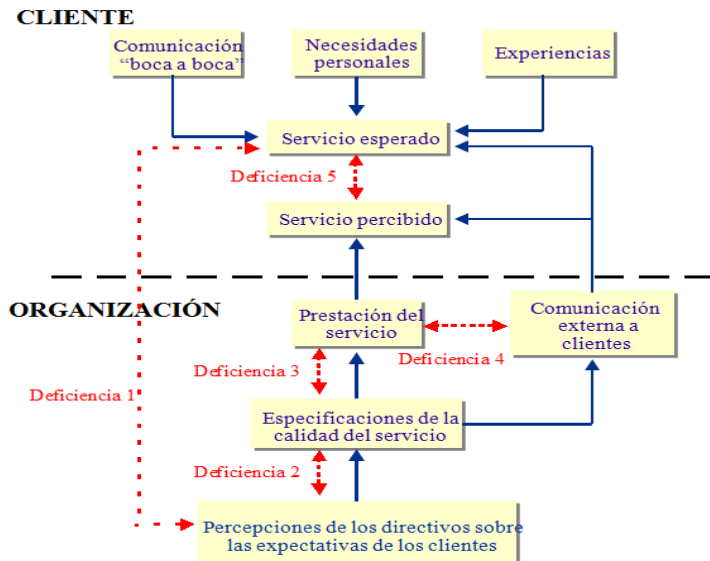 CLIENTE
Comunicación
“boca a boca”
Necesidades
personales
Experiencias
Servicio esperado
Deficiencia 5
Servicio percibido
ORGANIZACIÓN
Prestación del
servicio
Comunicación
externa a
clientes
Deficiencia 4
Deficiencia 3
Deficiencia 1
Especificaciones de la
calidad del servicio
Deficiencia 2
Percepciones de los directivos sobre
las expectativas de los clientes